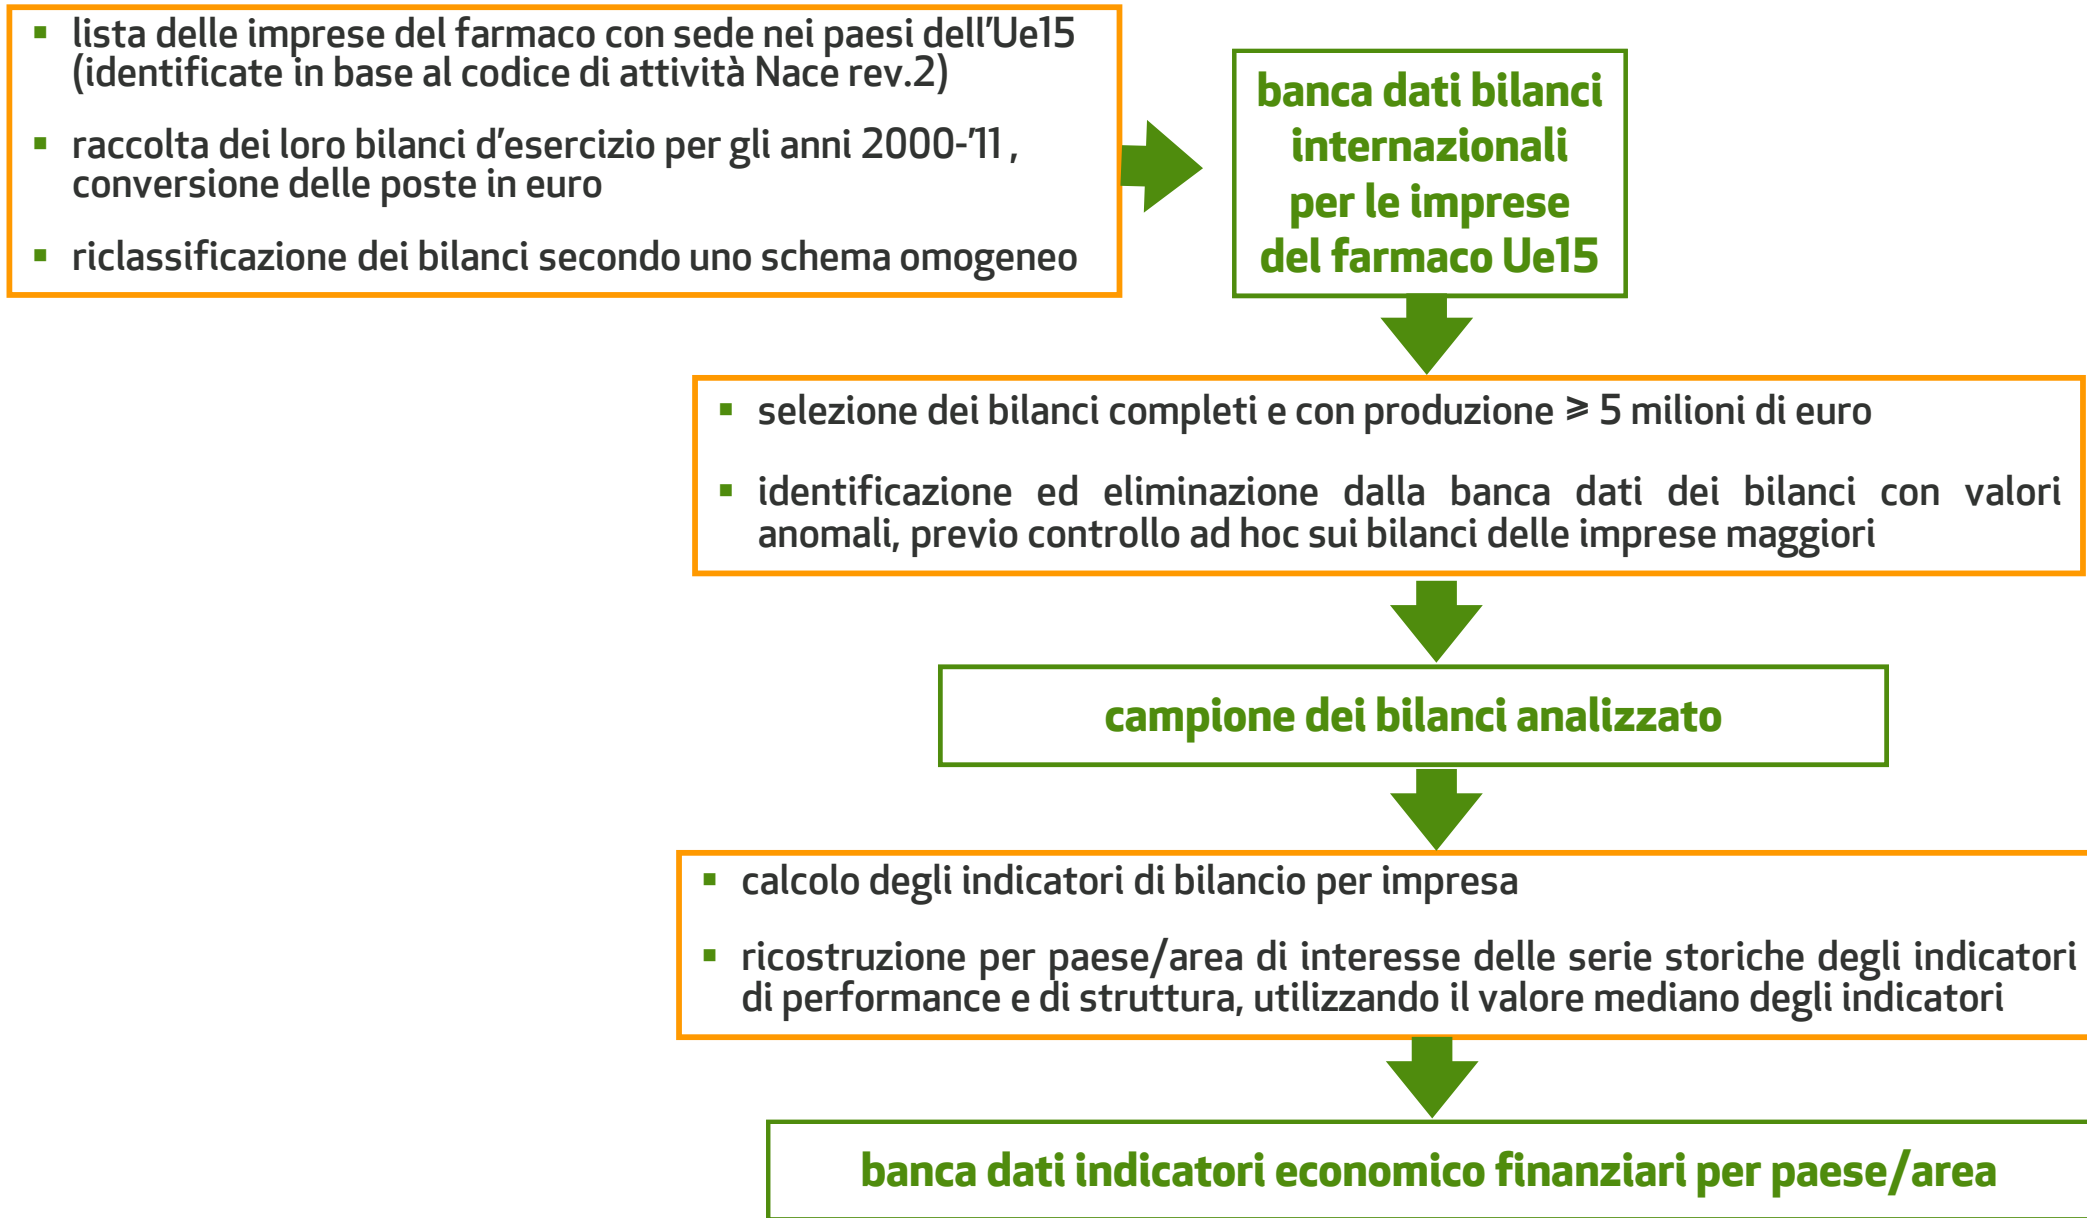 ▪ lista delle imprese del farmaco con sede nei paesi dell'Ue15
(identificate in base al codice di attività Nace rev.2)
▪ raccolta dei loro bilanci d'esercizio per gli anni 2000-'11 ,
conversione delle poste in euro
▪ riclassificazione dei bilanci secondo uno schema omogeneo
banca dati bilanci
internazionali
per le imprese
del farmaco Ue15
▪ selezione dei bilanci completi e con produzione ≥ 5 milioni di euro
▪ identificazione ed eliminazione dalla banca dati dei bilanci con valori
anomali, previo controllo ad hoc sui bilanci delle imprese maggiori
campione dei bilanci analizzato
▪ calcolo degli indicatori di bilancio per impresa
▪ ricostruzione per paese/area di interesse delle serie storiche degli indicatori
di performance e di struttura, utilizzando il valore mediano degli indicatori
banca dati indicatori economico finanziari per paese/area